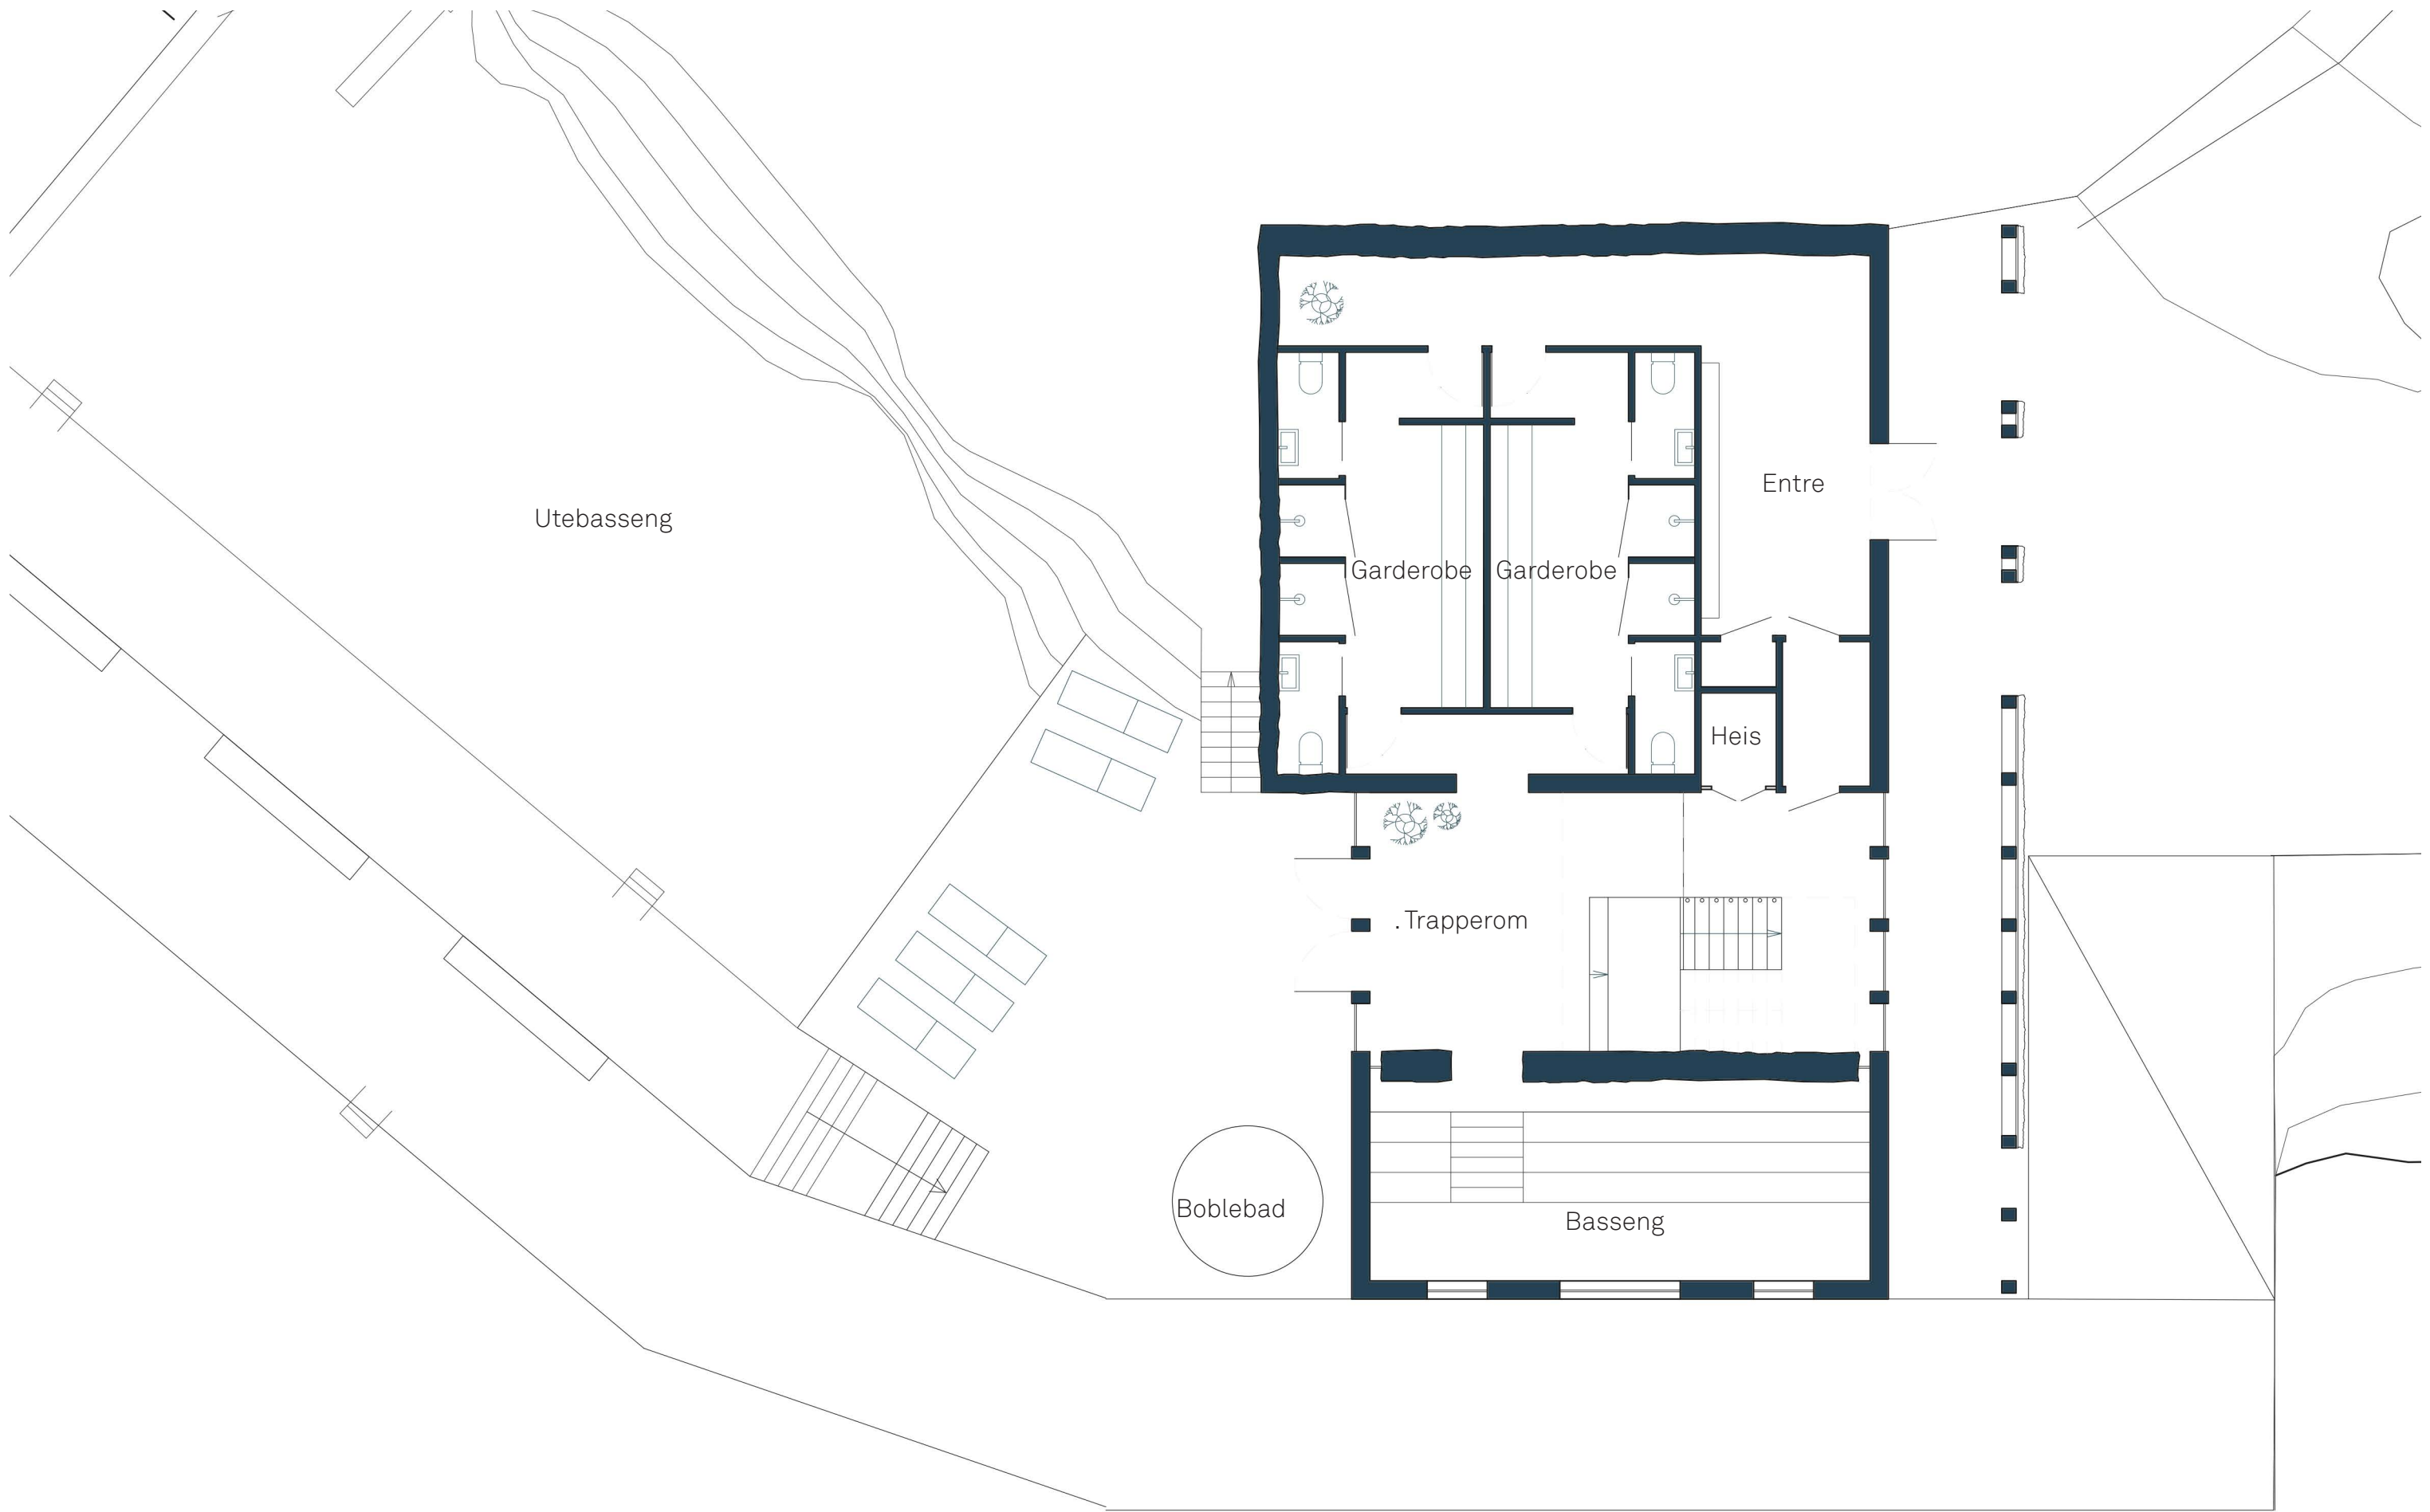 Entre
Utebasseng
Garderobe
Garderobe
Heis
.Trapperom
Boblebad
Basseng